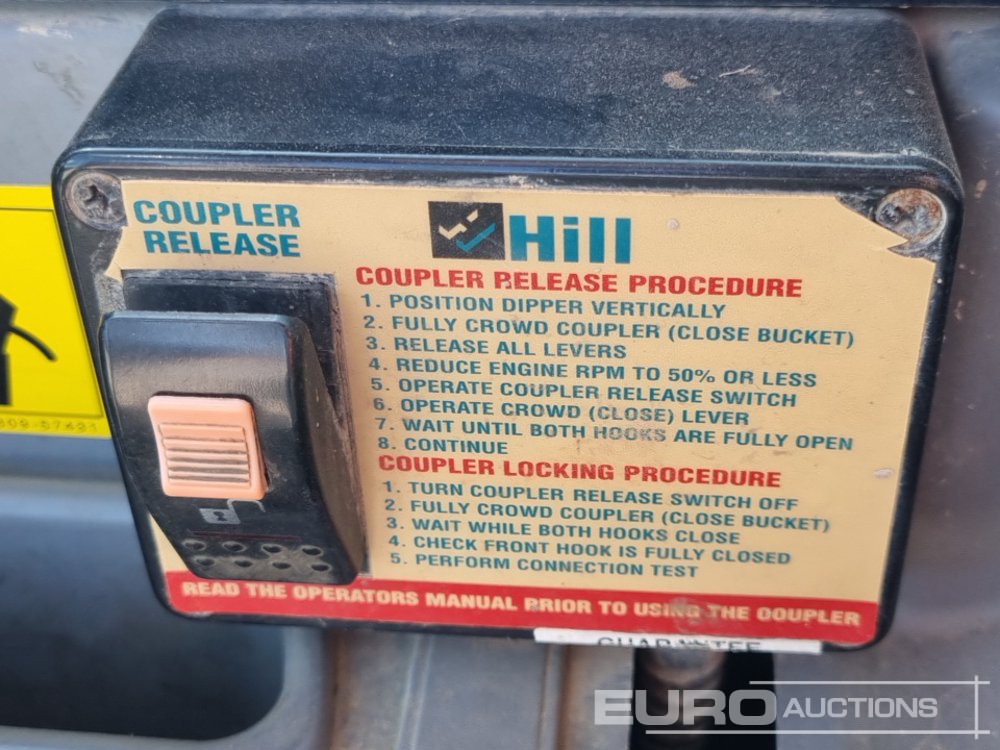 COUPLER
RELEASE
Hill
COUPLER RELEASE PROCEDURE
1. POSITION DIPPER VERTICALLY
2. FULLY CROWD COUPLER (CLOSE BUCKET)
3. RELEASE ALL LEVERS
4. REDUCE ENGINE RPM TO 50% OR LESS
5. OPERATE COUPLER RELEASE SWITCH
6. OPERATE CROWD (CLOSE) LEVER
7. WAIT UNTIL BOTH HOOKS ARE FULLY OPEN
8. CONTINUE
COUPLER LOCKING PROCEDURE
1. TURN COUPLER RELEASE SWITCH OFF
2. FULLY CROWD COUPLER (CLOSE BUCKET)
3. WAIT WHILE BOTH HOOKS CLOSE
4. CHECK FRONT HOOK IS FULLY CLOSED
5. PERFORM CONNECTION TEST
READ THE OPERATORS MANUAL PRIOR TO USING THE COUPLER
GUARANTEE
EURO AUCTIONS